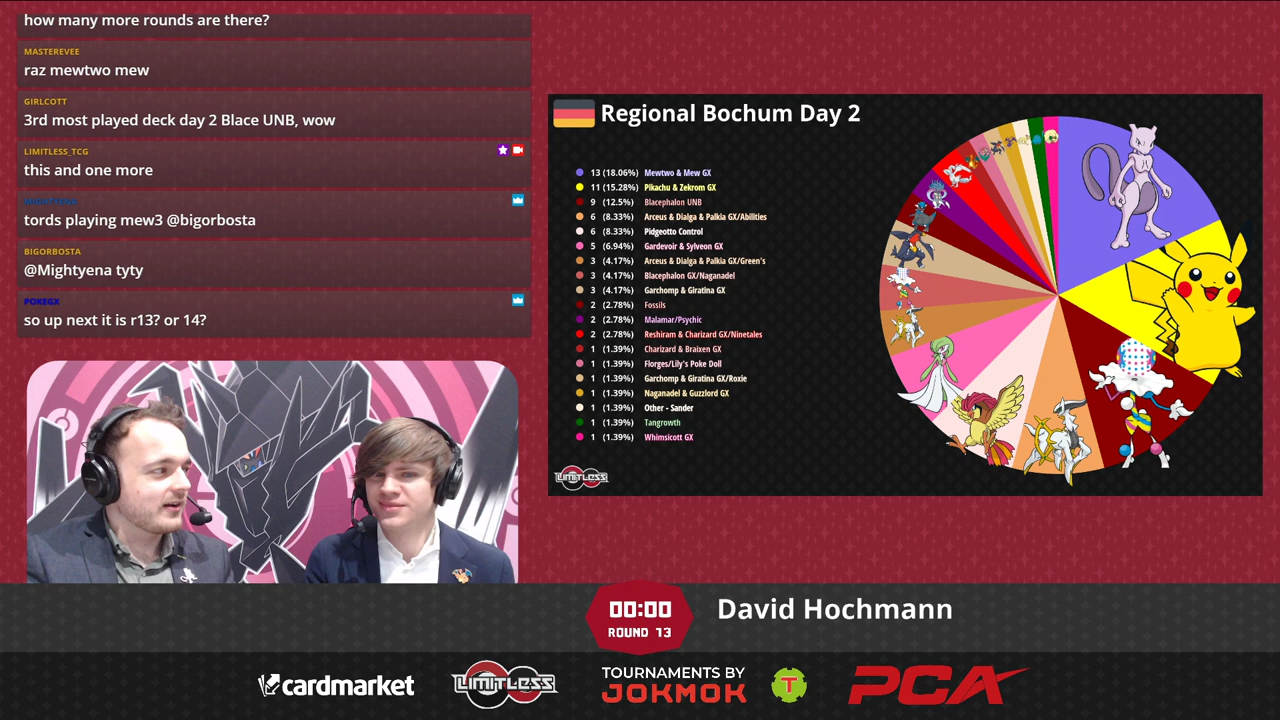 how many more rounds are there?
MASTEREVEE
raz mewtwo mew
GIRLCOTT
3rd most played deck day 2 Blace UNB, wow
LIMITLESS_TCG
this and one more
MIGHTYENA
tords playing mew3 @bigorbosta
BIGORBOSTA
@Mightyena tyty
POKEGX
so up next it is r13? or 14?
Regional Bochum Day 2
13 (18.06%) Mewtwo & Mew GX
11 (15.28%) Pikachu & Zekrom GX
9 (12.5%) Blacephalon UNB
6 (8.33%) Arceus & Dialga & Palkia GX/Abilities
6 (8.33%) Pidgeotto Control
5 (6.94%) Gardevoir & Sylveon GX
3 (4.17%) Arceus & Dialga & Palkia GX/Green's
3 (4.17%) Blacephalon GX/Naganadel
3 (4.17%) Garchomp & Giratina GX
2 (2.78%) Fossils
2 (2.78%) Malamar/Psychic
2 (2.78%) Reshiram & Charizard GX/Ninetales
1 (1.39%) Charizard & Braixen GX
1 (1.39%) Florges/Lily's Poke Doll
1 (1.39%) Garchomp & Giratina GX/Roxie
1 (1.39%) Naganadel & Guzzlord GX
1 (1.39%) Other - Sander
1 (1.39%) Tangrowth
1 (1.39%) Whimsicott GX
LIMITLESS
00:00
ROUND 13
David Hochmann
cardmarket
LIMITLESS
TOURNAMENTS BY
JOKMOK
T
PCA